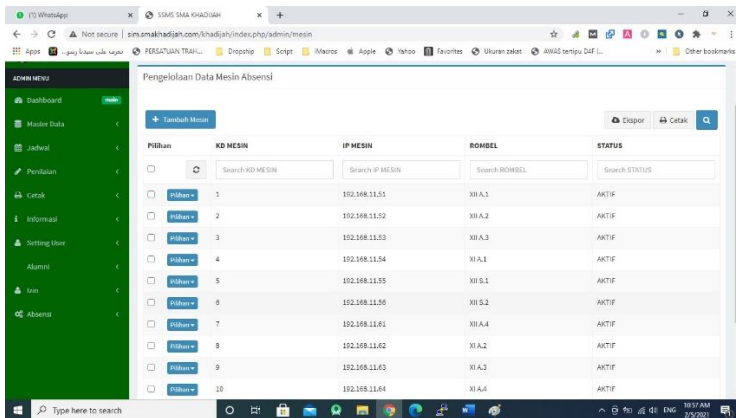 (1) WhatsApp
SSMS SMA KHADIJAH
Not secure | sim.smakhadijah.com/khadijah/index.php/admin/mesin
Apps
PERSATUAN TRAH...
Dropship
Script
Macros
Apple
Yahoo
Favorites
Ukuran zakat
AWAS tertipu D4F (...
Other bookmarks
ADMIN MENU
Dashboard
Master Data
Jadwal
Penilaian
Cetak
Informasi
Setting User
Alumni
Izin
Absensi
Pengelolaan Data Mesin Absensi
+ Tambah Mesin
Ekspor
Cetak
Pilihan KD MESIN IP MESIN ROMBEL STATUS
Search KD MESIN Search IP MESIN Search ROMBEL Search STATUS
Pilihan 1 192.168.11.51 XII A.1 AKTIF
Pilihan 2 192.168.11.52 XII A.2 AKTIF
Pilihan 3 192.168.11.53 XII A.3 AKTIF
Pilihan 4 192.168.11.54 XI A.1 AKTIF
Pilihan 5 192.168.11.55 XII S.1 AKTIF
Pilihan 6 192.168.11.56 XII S.2 AKTIF
Pilihan 7 192.168.11.61 XII A.4 AKTIF
Pilihan 8 192.168.11.62 XI A.2 AKTIF
Pilihan 9 192.168.11.63 XI A.3 AKTIF
Pilihan 10 192.168.11.64 XI A.4 AKTIF
Type here to search
ENG
10:57 AM
2/5/2021